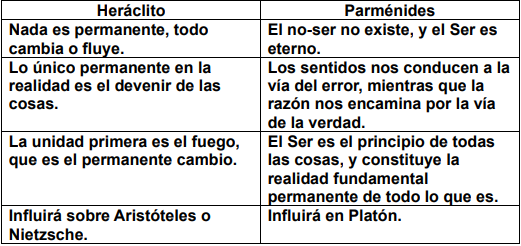 Heráclito
Parménides
Nada es permanente, todo
cambia o fluye.
El no-ser no existe, y el Ser es
eterno.
Lo único permanente en la
realidad es el devenir de las
cosas.
Los sentidos nos conducen a la
vía del error, mientras que la
razón nos encamina por la vía
de la verdad.
La unidad primera es el fuego,
que es el permanente cambio.
El Ser es el principio de todas
las cosas, y constituye la
realidad fundamental
permanente de todo lo que es.
Influirá sobre Aristóteles o
Nietzsche.
Influirá en Platón.